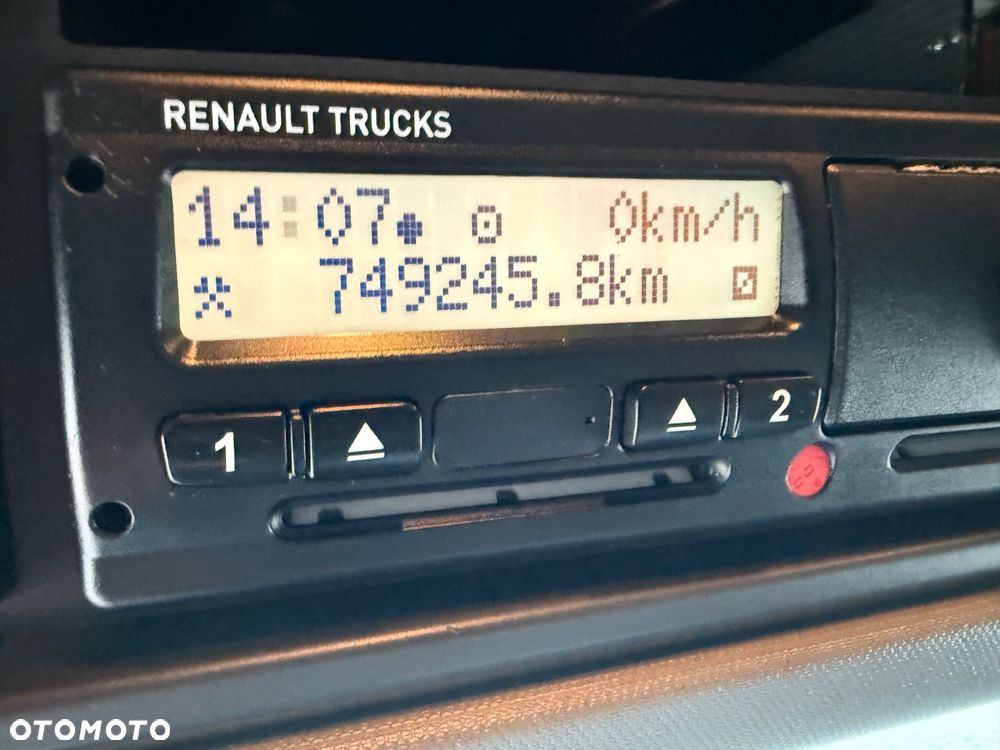 RENAULT TRUCKS
14:07 0km/h
749245.8km
1 2
OTOMOTO